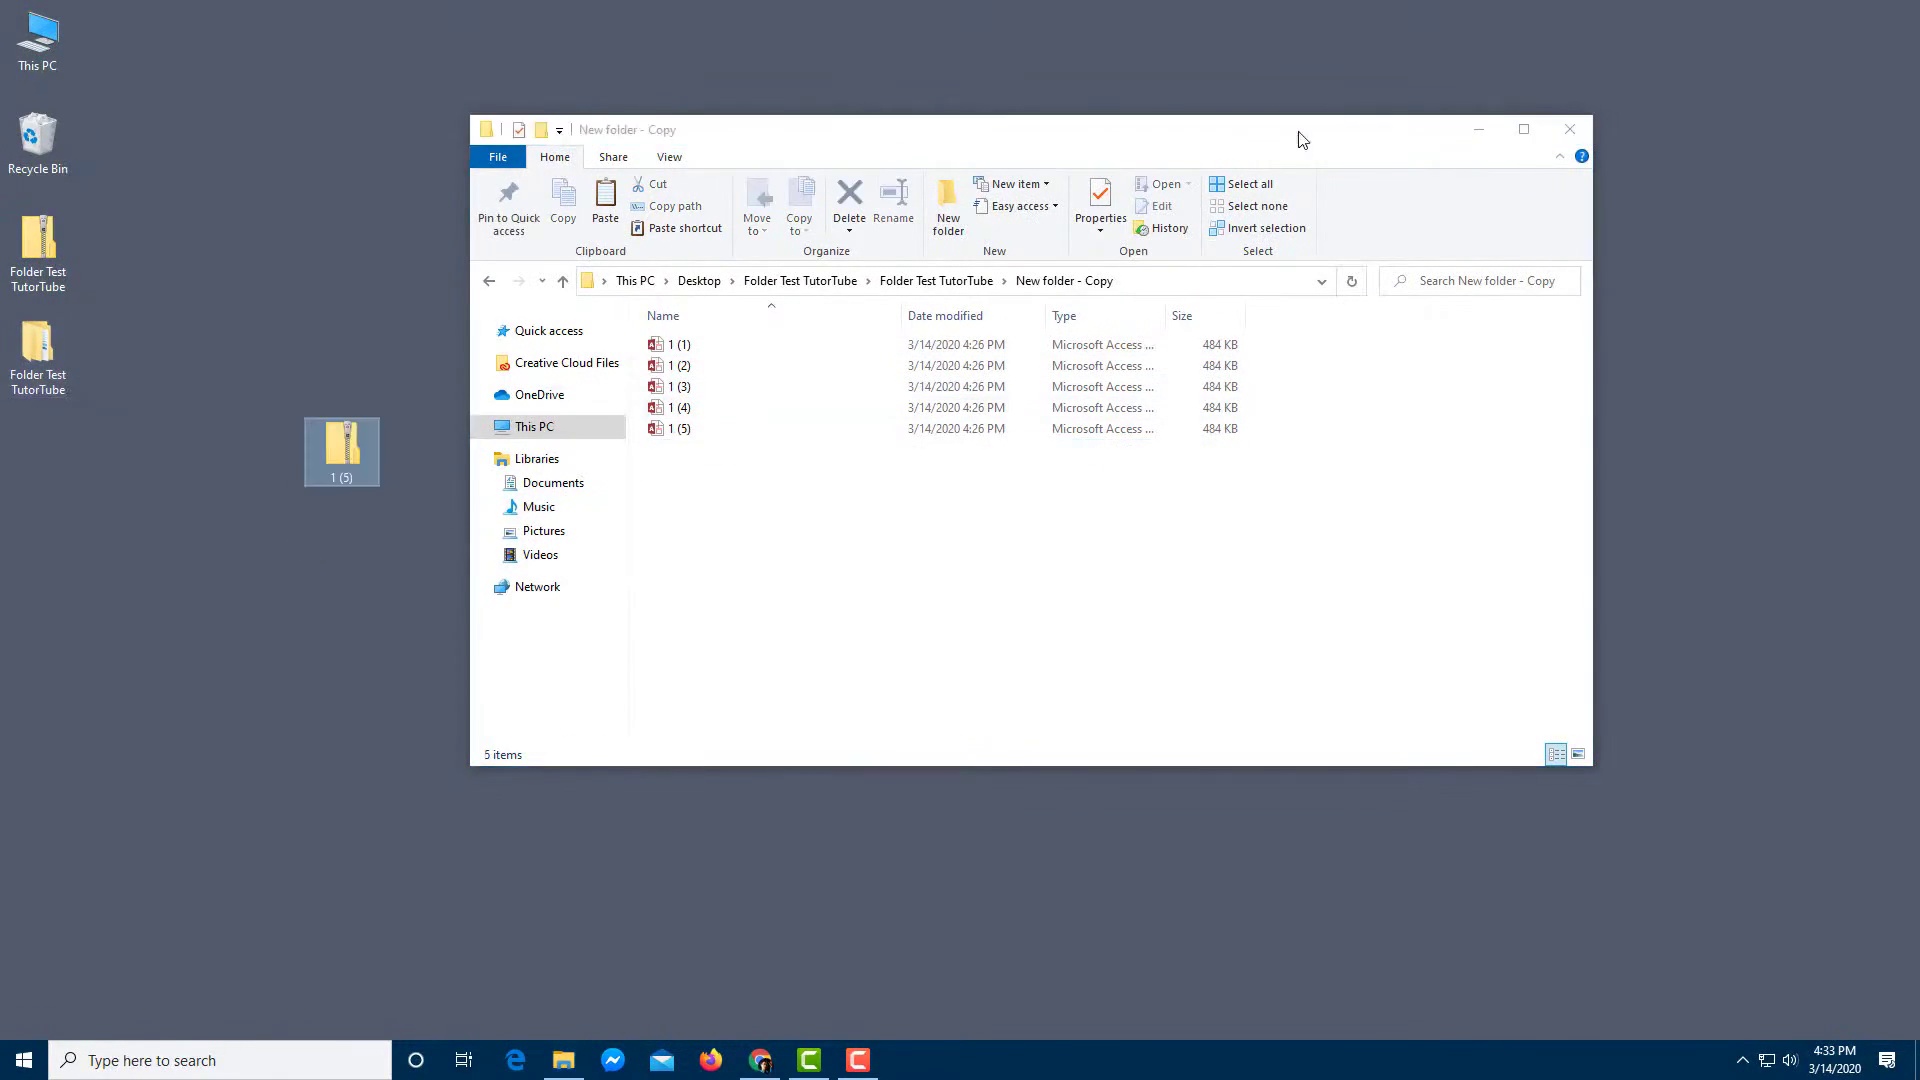 This PC
Recycle Bin
Folder Test
TutorTube
Folder Test
TutorTube
1 (5)
New folder - Copy
File Home Share View
Pin to Quick
access
Copy
Paste
Cut
Copy path
Paste shortcut
Clipboard
Move
to
Copy
to
Delete
Rename
Organize
New
folder
New item
Easy access
New
Properties
Open
Edit
History
Open
Select all
Select none
Invert selection
Select
This PC Desktop Folder Test TutorTube Folder Test TutorTube New folder - Copy
Search New folder - Copy
Quick access
Creative Cloud Files
OneDrive
This PC
Libraries
Documents
Music
Pictures
Videos
Network
Name Date modified Type Size
1 (1) 3/14/2020 4:26 PM Microsoft Access ... 484 KB
1 (2) 3/14/2020 4:26 PM Microsoft Access ... 484 KB
1 (3) 3/14/2020 4:26 PM Microsoft Access ... 484 KB
1 (4) 3/14/2020 4:26 PM Microsoft Access ... 484 KB
1 (5) 3/14/2020 4:26 PM Microsoft Access ... 484 KB
5 items
Type here to search
4:33 PM
3/14/2020